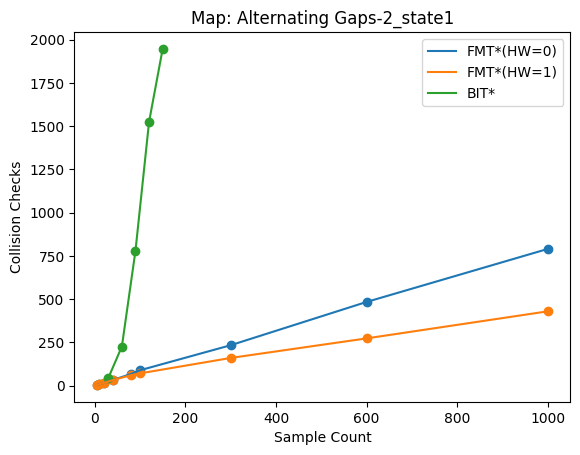 Map: Alternating Gaps-2_state1
FMT*(HW=0)
FMT*(HW=1)
BIT*
Collision Checks
2000
1750
1500
1250
1000
750
500
250
0
0
200
400
600
800
1000
Sample Count